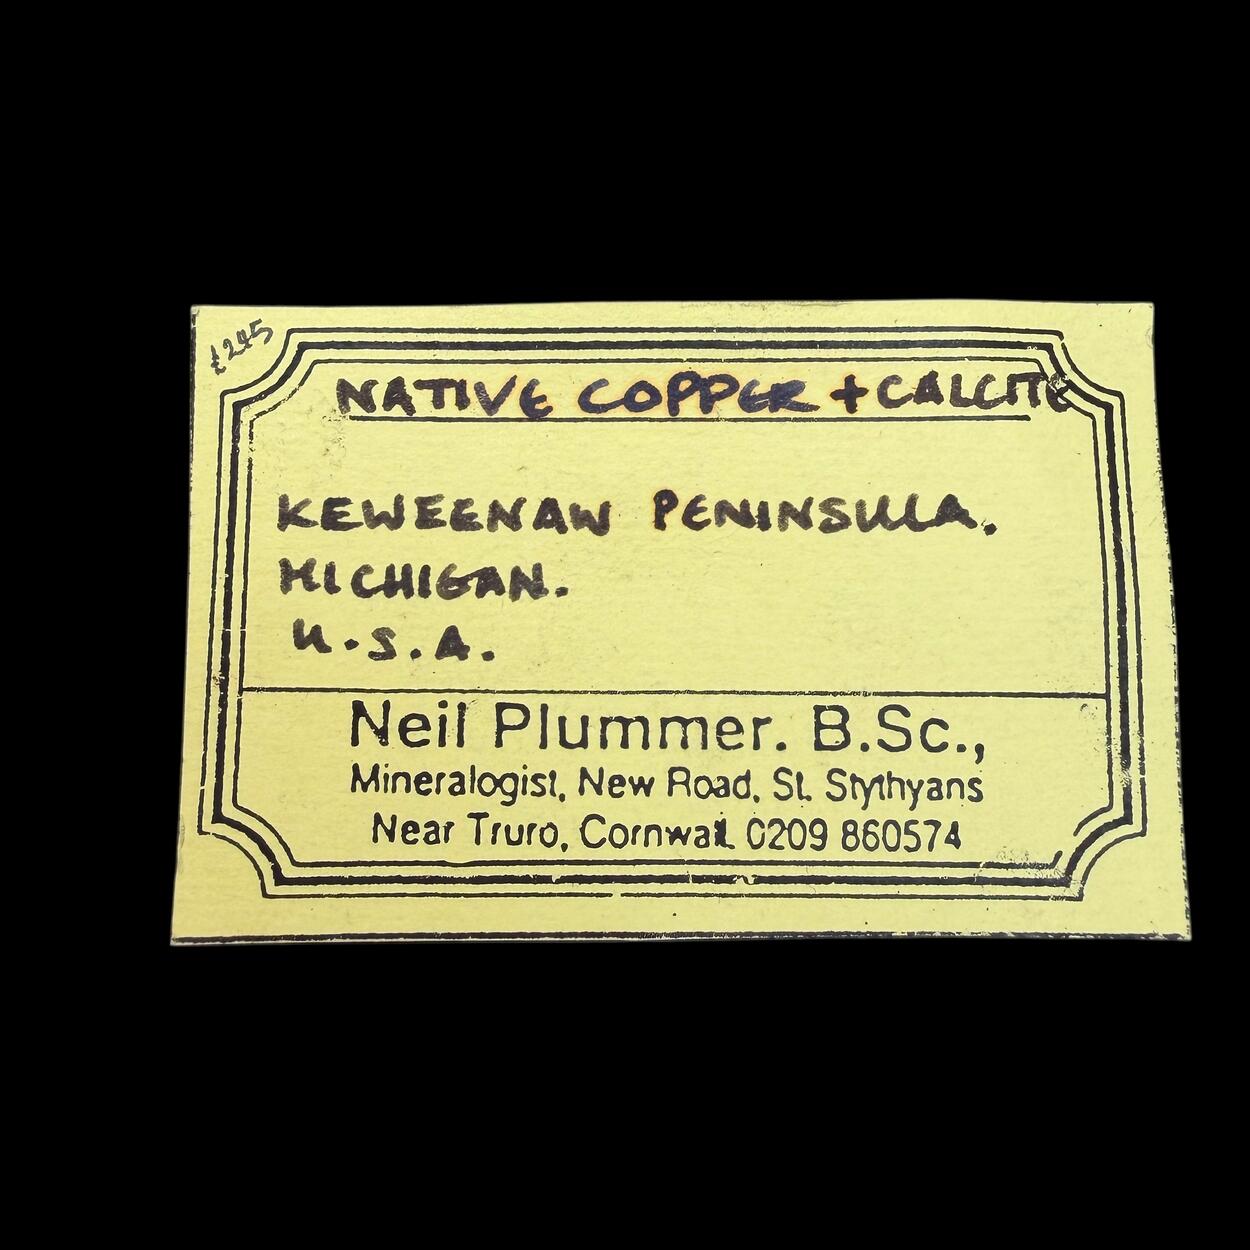 £245
NATIVE COPPER + CALCITE
KEWEENAW PENINSULA.
MICHIGAN.
U.S.A.
Neil Plummer. B.Sc.,
Mineralogist, New Road, St. Stythyans
Near Truro, Cornwall. 0209 860574